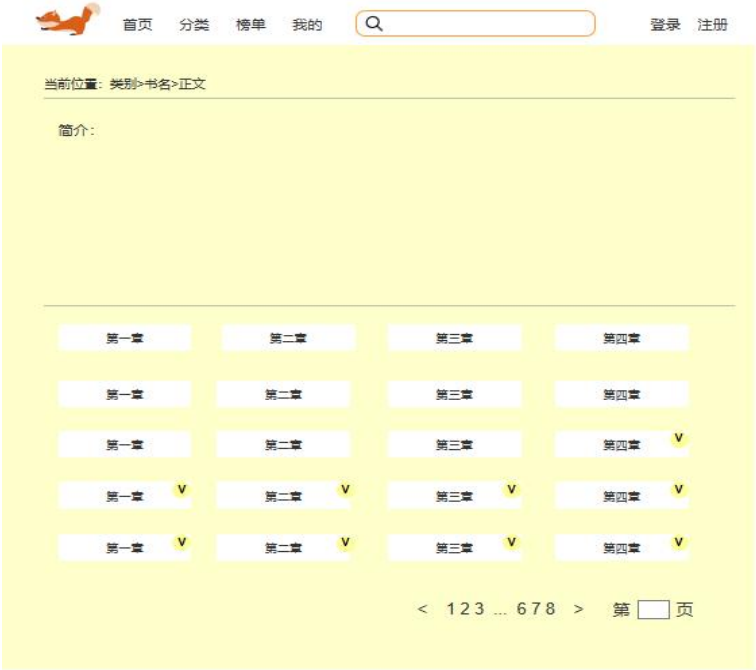 首页 分类 榜单 我的 登录 注册
当前位置：类别>书名>正文
简介：
第一章 第二章 第三章 第四章
第一章 第二章 第三章 第四章
第一章 第二章 第三章 第四章 V
第一章 V 第二章 V 第三章 V 第四章 V
第一章 V 第二章 V 第三章 V 第四章 V
< 1 2 3 ... 6 7 8 > 第 页